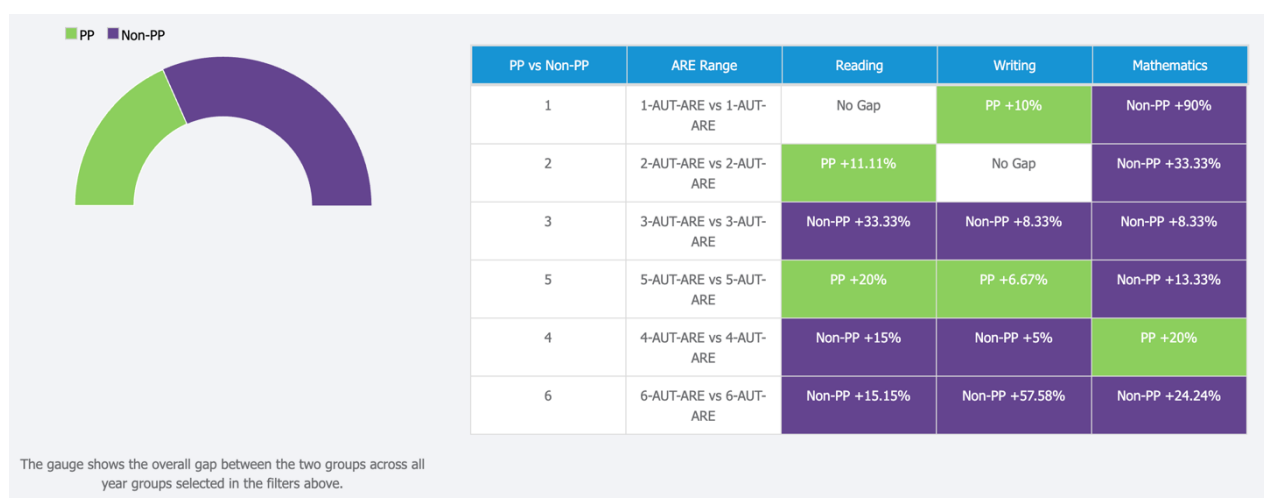 PP Non-PP
PP vs Non-PP ARE Range Reading Writing Mathematics
1 1-AUT-ARE vs 1-AUT-
ARE No Gap PP +10% Non-PP +90%
2 2-AUT-ARE vs 2-AUT-
ARE PP +11.11% No Gap Non-PP +33.33%
3 3-AUT-ARE vs 3-AUT-
ARE Non-PP +33.33% Non-PP +8.33% Non-PP +8.33%
5 5-AUT-ARE vs 5-AUT-
ARE PP +20% PP +6.67% Non-PP +13.33%
4 4-AUT-ARE vs 4-AUT-
ARE Non-PP +15% Non-PP +5% PP +20%
6 6-AUT-ARE vs 6-AUT-
ARE Non-PP +15.15% Non-PP +57.58% Non-PP +24.24%
The gauge shows the overall gap between the two groups across all
year groups selected in the filters above.